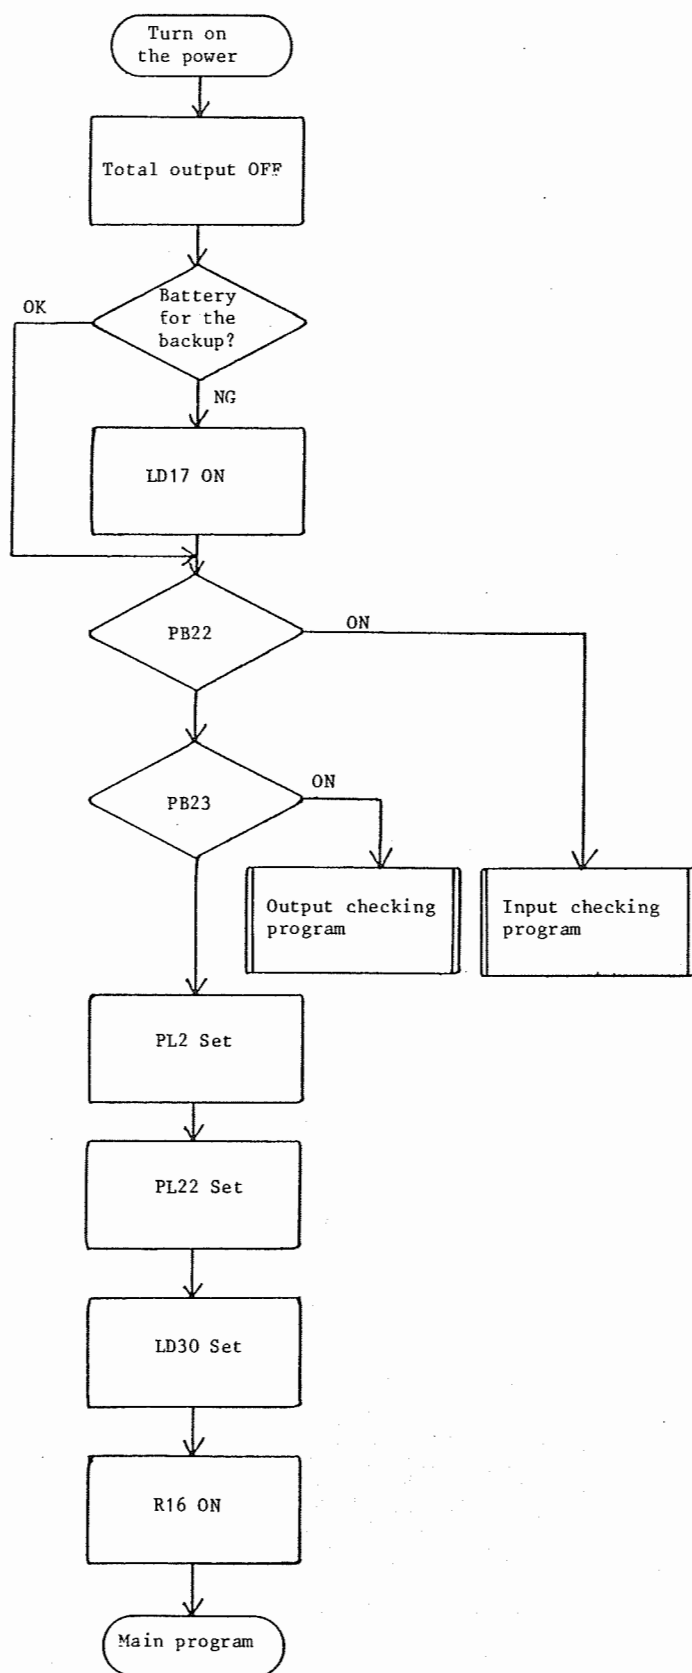 Turn on
the power
Total output OFF
Battery
for the
backup?
OK
NG
LD17 ON
PB22
ON
PB23
ON
Output checking
program
Input checking
program
PL2 Set
PL22 Set
LD30 Set
R16 ON
Main program